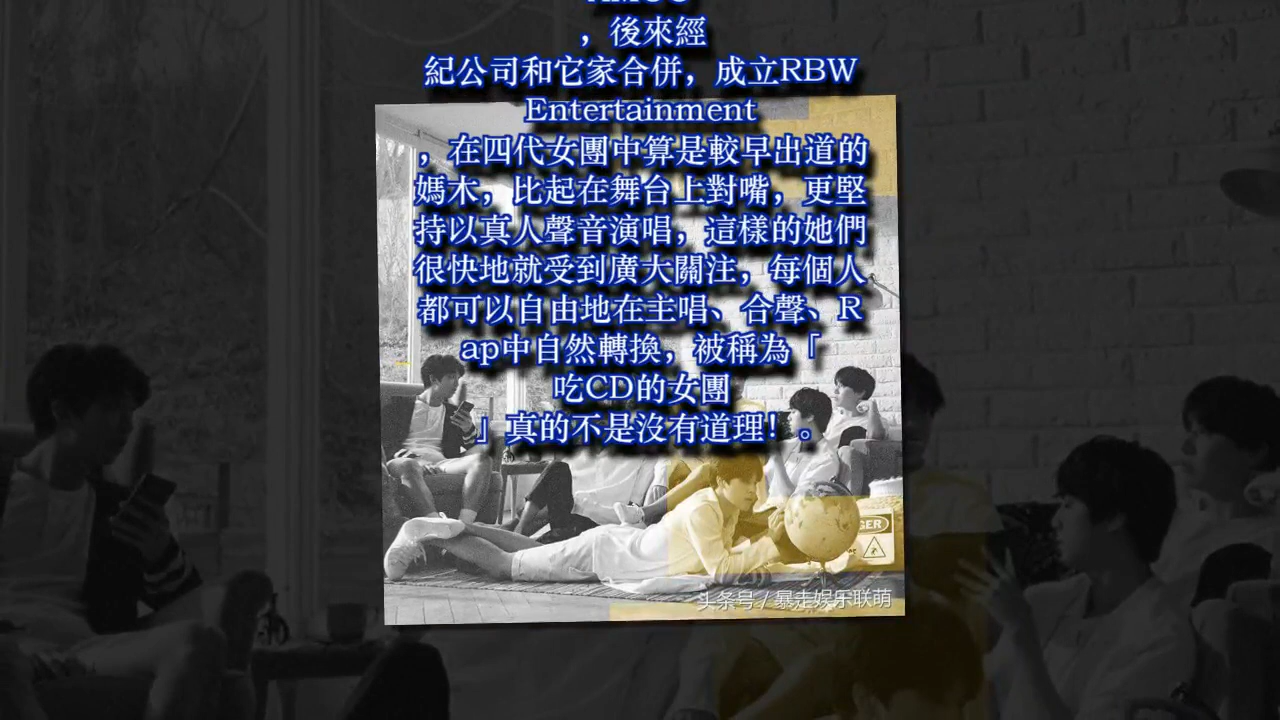 ，後來經
紀公司和它家合併，成立RBW
Entertainment
，在四代女團中算是較早出道的
媽木，比起在舞台上對嘴，更堅
持以真人聲音演唱，這樣的她們
很快地就受到廣大關注，每個人
都可以自由地在主唱、合聲、R
ap中自然轉換，被稱為「
吃CD的女團
」真的不是沒有道理！。
GER
头条号 / 暴走娱乐联萌